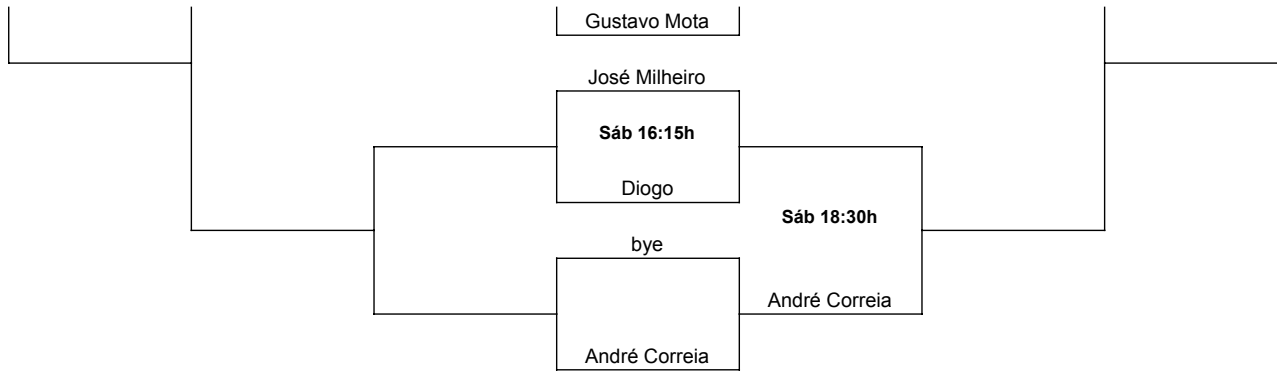 Gustavo Mota
José Milheiro
Sáb 16:15h
Diogo
Sáb 18:30h
bye
André Correia
André Correia